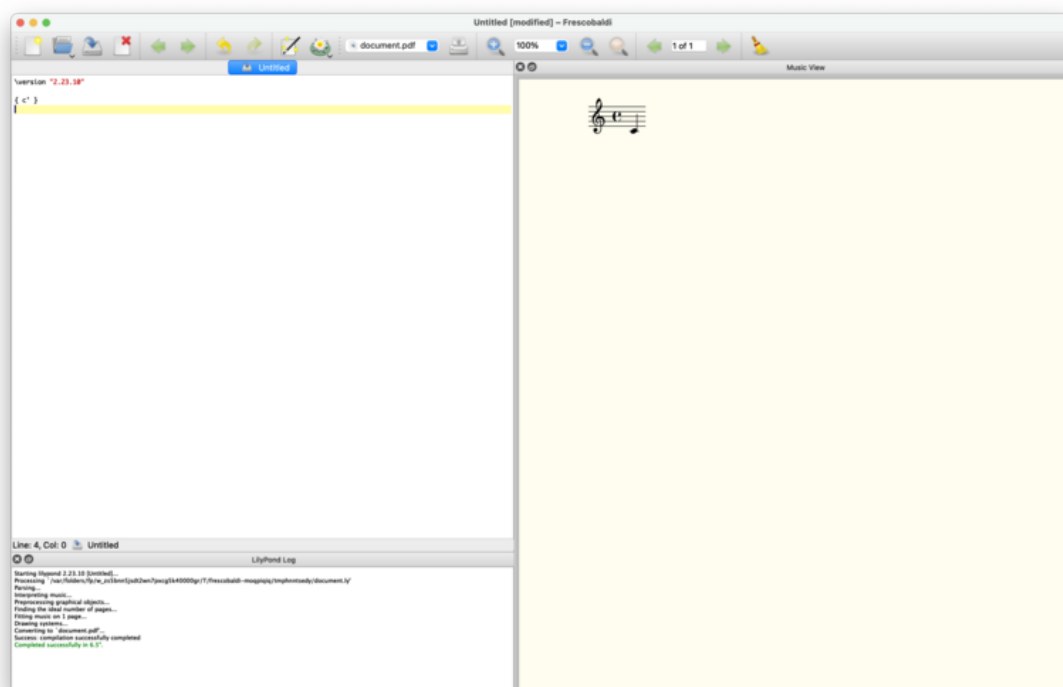 Untitled [modified] – Frescobaldi
document.pdf
100%
1 of 1
Untitled
Music View
\version "2.23.10"
{ c' }
Line: 4, Col: 0 Untitled
LilyPond Log
Starting lilypond 2.23.10 [Untitled]...
Parsing...
Interpreting music...
Preprocessing graphical objects...
Finding the ideal number of pages...
Fitting music on 1 page...
Drawing systems...
Converting to `document.pdf'...
Success: compilation successfully completed
Completed successfully in 6.5".